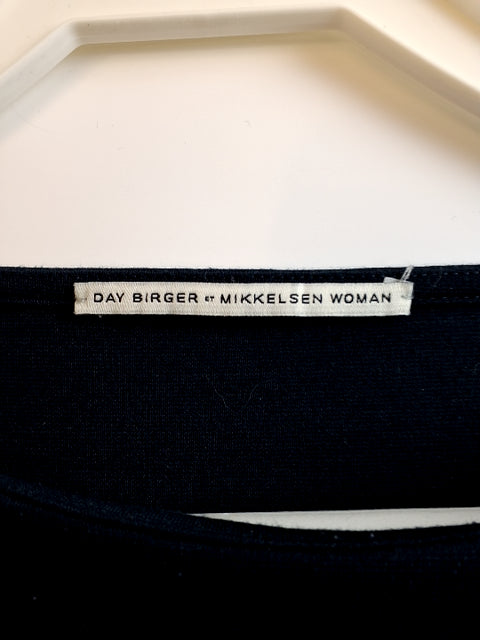 DAY BIRGER ET MIKKELSEN WOMAN